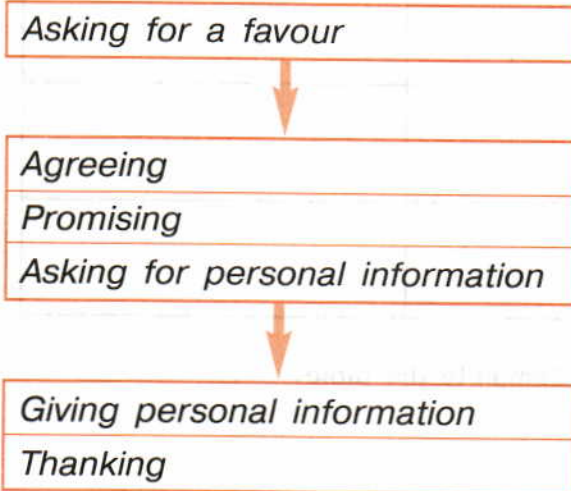 Asking for a favour
Agreeing
Promising
Asking for personal information
Giving personal information
Thanking